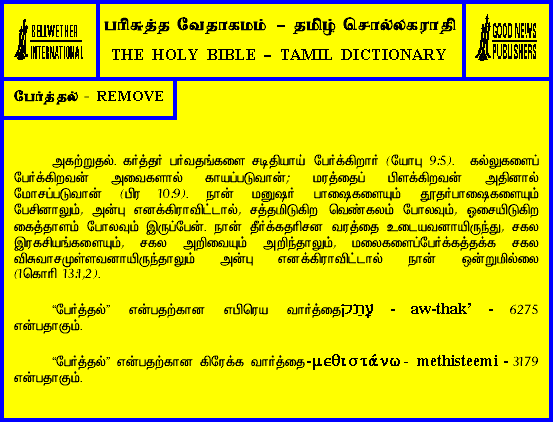 BELLWETHER
INTERNATIONAL
பரிசுத்த வேதாகமம் – தமிழ் சொல்லகராதி
THE HOLY BIBLE – TAMIL DICTIONARY
GOOD NEWS
PUBLISHERS
பேர்த்தல் - REMOVE
அகற்றுதல். கர்த்தர் பர்வதங்களை சடிதியாய் பேர்க்கிறார் (யோபு 9:5). கல்லுகளைப்
பேர்க்கிறவன் அவைகளால் காயப்படுவான்; மரத்தைப் பிளக்கிறவன் அதினால்
மோசப்படுவான் (பிர 10:9). நான் மனுஷர் பாஷைகளையும் தூதர்பாஷைகளையும்
பேசினாலும், அன்பு எனக்கிராவிட்டால், சத்தமிடுகிற வெண்கலம் போலவும், ஓசையிடுகிற
கைத்தாளம் போலவும் இருப்பேன். நான் தீர்க்கதரிசன வரத்தை உடையவனாயிருந்து, சகல
இரகசியங்களையும், சகல அறிவையும் அறிந்தாலும், மலைகளைப்பேர்க்கத்தக்க சகல
விசுவாசமுள்ளவனாயிருந்தாலும் அன்பு எனக்கிராவிட்டால் நான் ஒன்றுமில்லை
(1கொரி 13:1,2).
“பேர்த்தல்” என்பதற்கான எபிரெய வார்த்தைעָתַק - aw-thak’ - 6275
என்பதாகும்.
“பேர்த்தல்” என்பதற்கான கிரேக்க வார்த்தை-μεθιστάνω - methisteemi - 3179
என்பதாகும்.